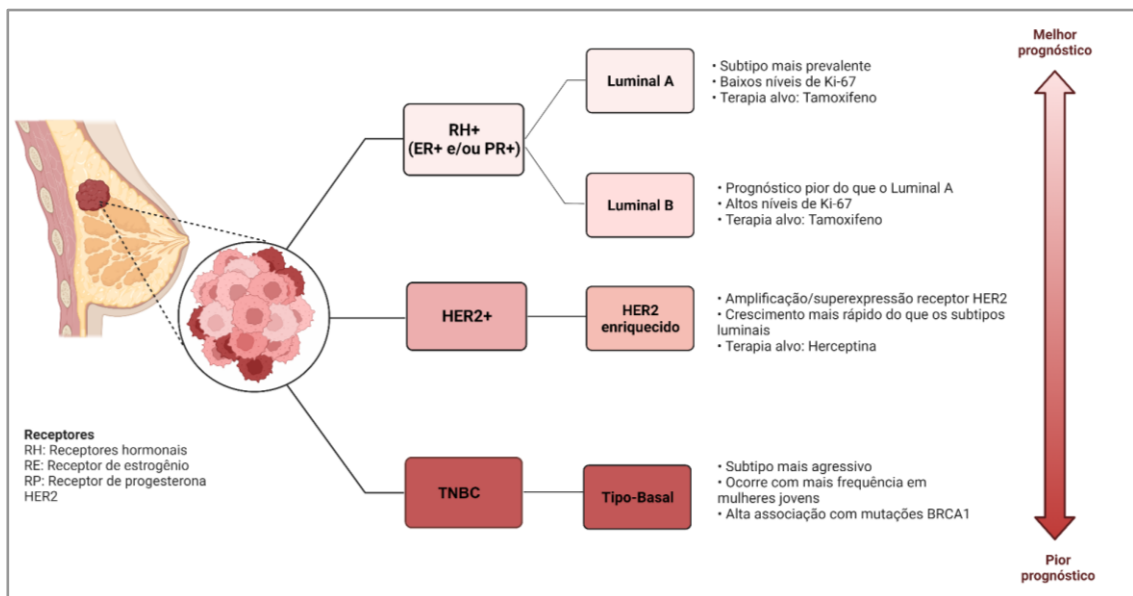 Melhor
prognóstico
Luminal A
• Subtipo mais prevalente
• Baixos níveis de Ki-67
• Terapia alvo: Tamoxifeno
RH+
(ER+ e/ou PR+)
Luminal B
• Prognóstico pior do que o Luminal A
• Altos níveis de Ki-67
• Terapia alvo: Tamoxifeno
HER2+
HER2
enriquecido
• Amplificação/superexpressão receptor HER2
• Crescimento mais rápido do que os subtipos
luminais
• Terapia alvo: Herceptina
Receptores
RH: Receptores hormonais
RE: Receptor de estrogênio
RP: Receptor de progesterona
HER2
TNBC
Tipo-Basal
• Subtipo mais agressivo
• Ocorre com mais frequência em
mulheres jovens
• Alta associação com mutações BRCA1
Pior
prognóstico